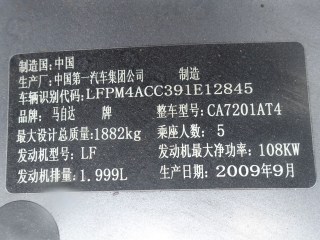 制造国:中国
生产厂:中国第一汽车集团公司 制造
车辆识别代码:LFPM4ACC391E12845
品牌:马自达 牌 整车型号:CA7201AT4
最大设计总质量:1882kg 乘座人数:5
发动机型号:LF 发动机最大净功率:108KW
发动机排量:1.999L 生产日期:2009年9月